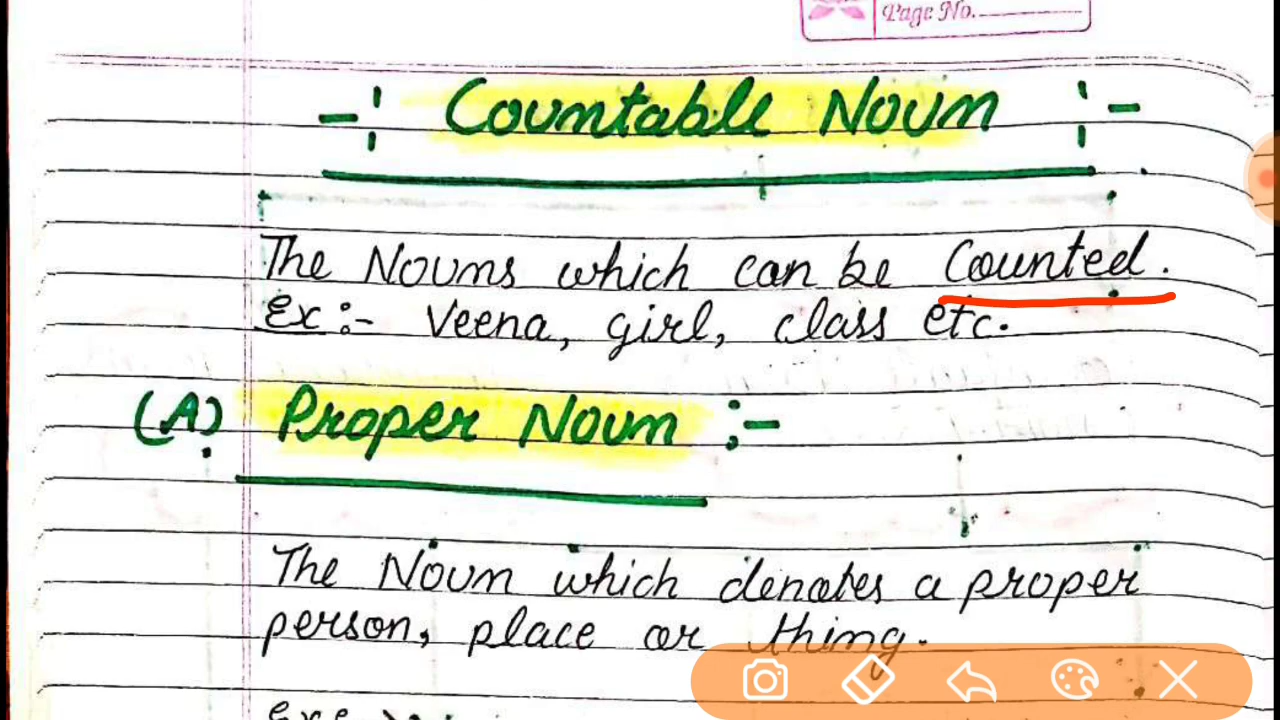 Page No.
-: Countable Noun :-
The Nouns which can be Counted.
Ex:- Veena, girl, class etc.
(A) Proper Noun :-
The Noun which denotes a proper
person, place or thing.